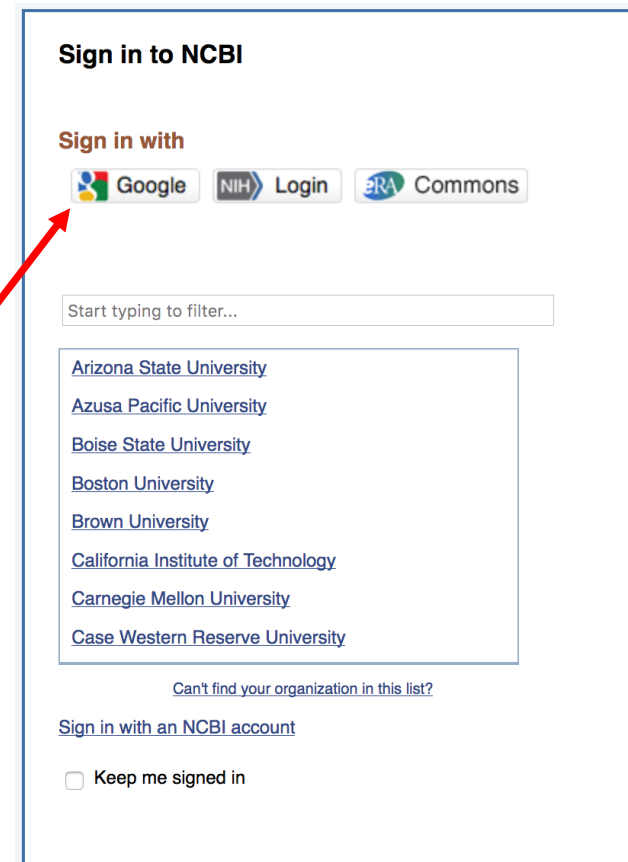 Sign in to NCBI
Sign in with
Google NIH Login eRA Commons
Start typing to filter...
Arizona State University
Azusa Pacific University
Boise State University
Boston University
Brown University
California Institute of Technology
Carnegie Mellon University
Case Western Reserve University
Can't find your organization in this list?
Sign in with an NCBI account
Keep me signed in